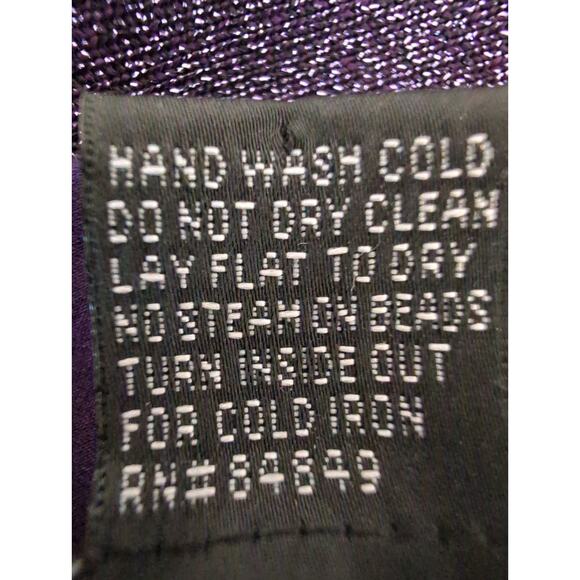 HAND WASH COLD
DO NOT DRY CLEAN
LAY FLAT TO DRY
NO STEAM ON BEADS
TURN INSIDE OUT
FOR COLD IRON
RN# 84649